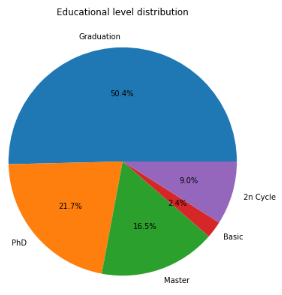 Educational level distribution
Graduation
50.4%
9.0%
2n Cycle
2.4%
21.7%
16.5%
Basic
PhD
Master